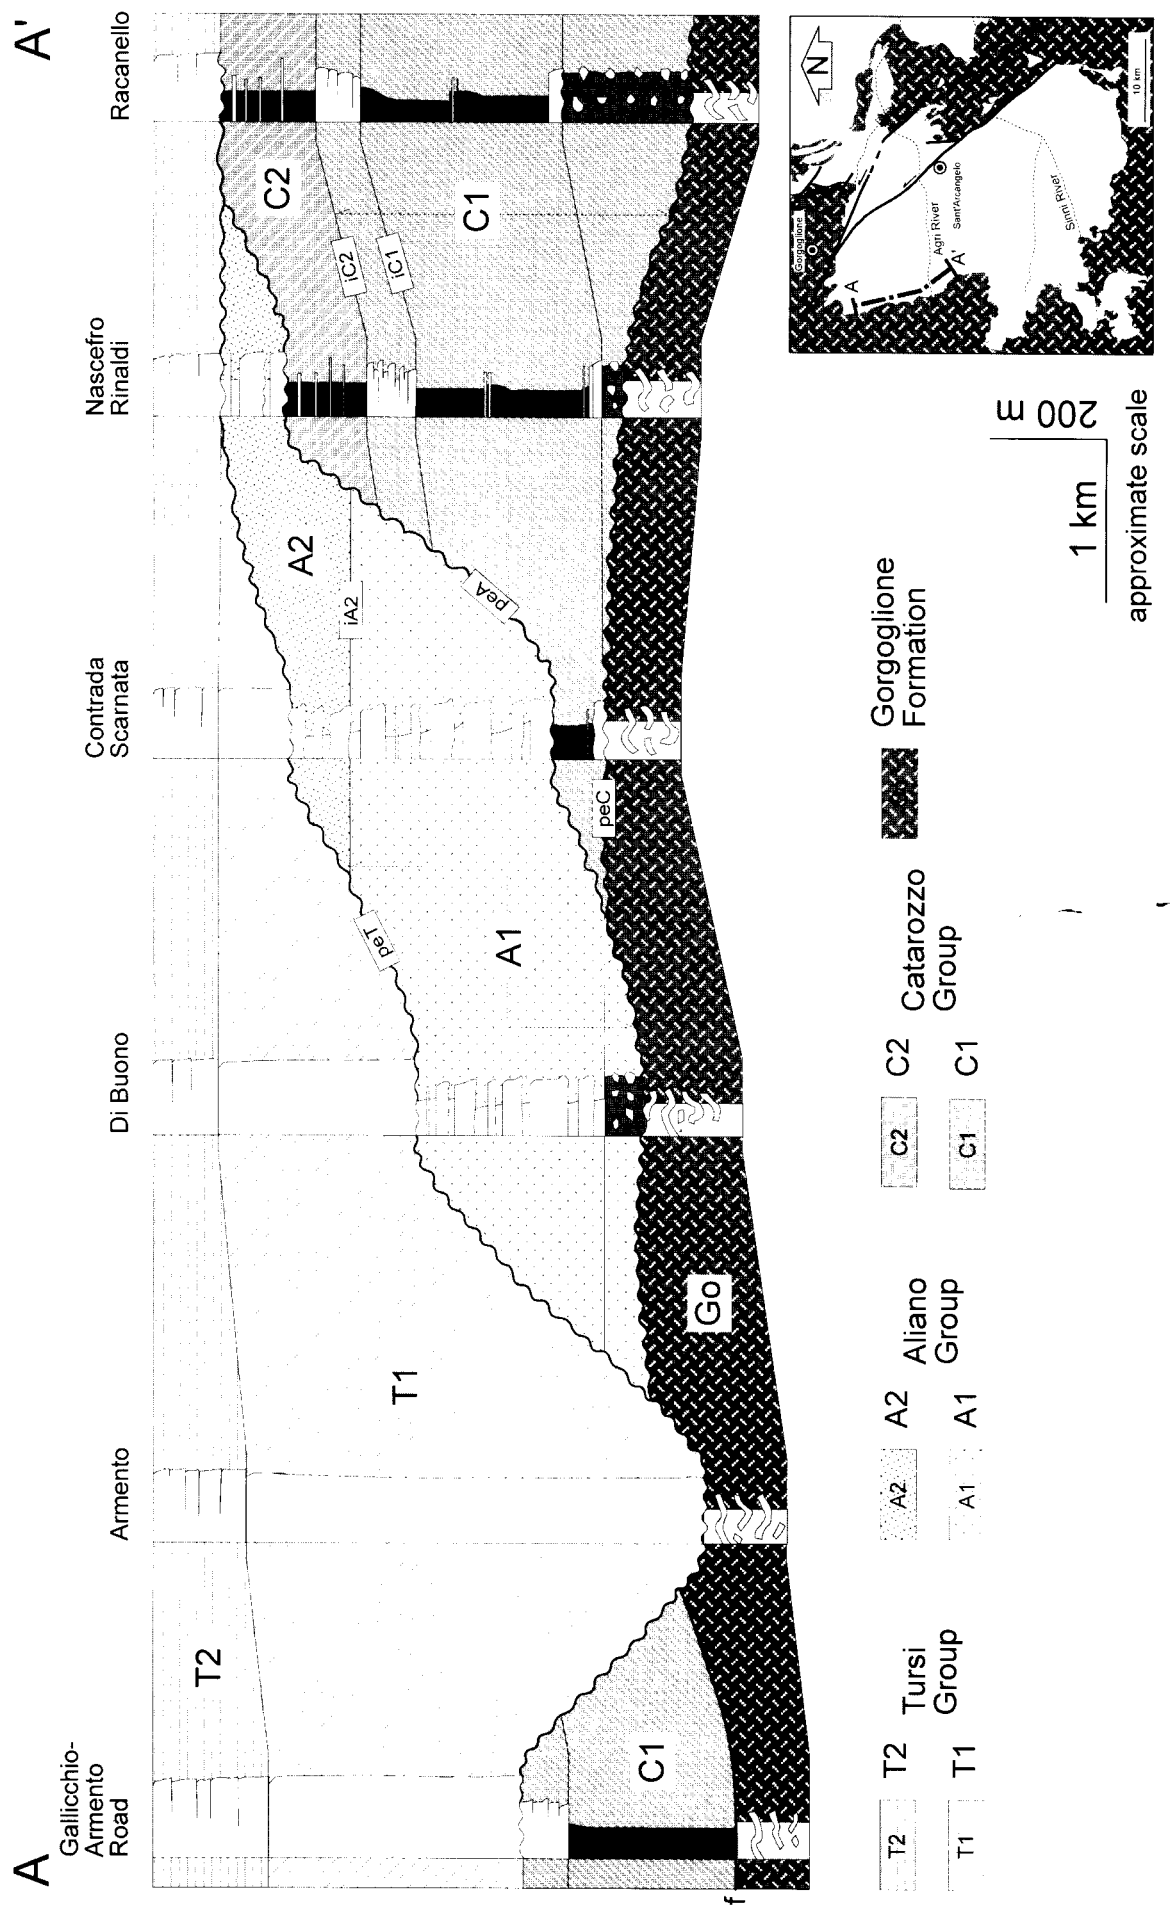 A
A'
Gallicchio-
Armento
Road
Armento
Di Buono
Contrada
Scarnata
Nascefro
Rinaldi
Racanello
T2
T1
C1
Go
A1
A2
C2
C1
peT
peC
peA
iA2
iC2
iC1
f
T2 T2
T1 T1
Tursi
Group
A2 A2
A1 A1
Aliano
Group
C2 C2
C1 C1
Catarozzo
Group
Gorgoglione
Formation
1 km
200 m
approximate scale
N
Gorgoglione
A
A'
Agri River
Sant'Arcangelo
Sinni River
10 km